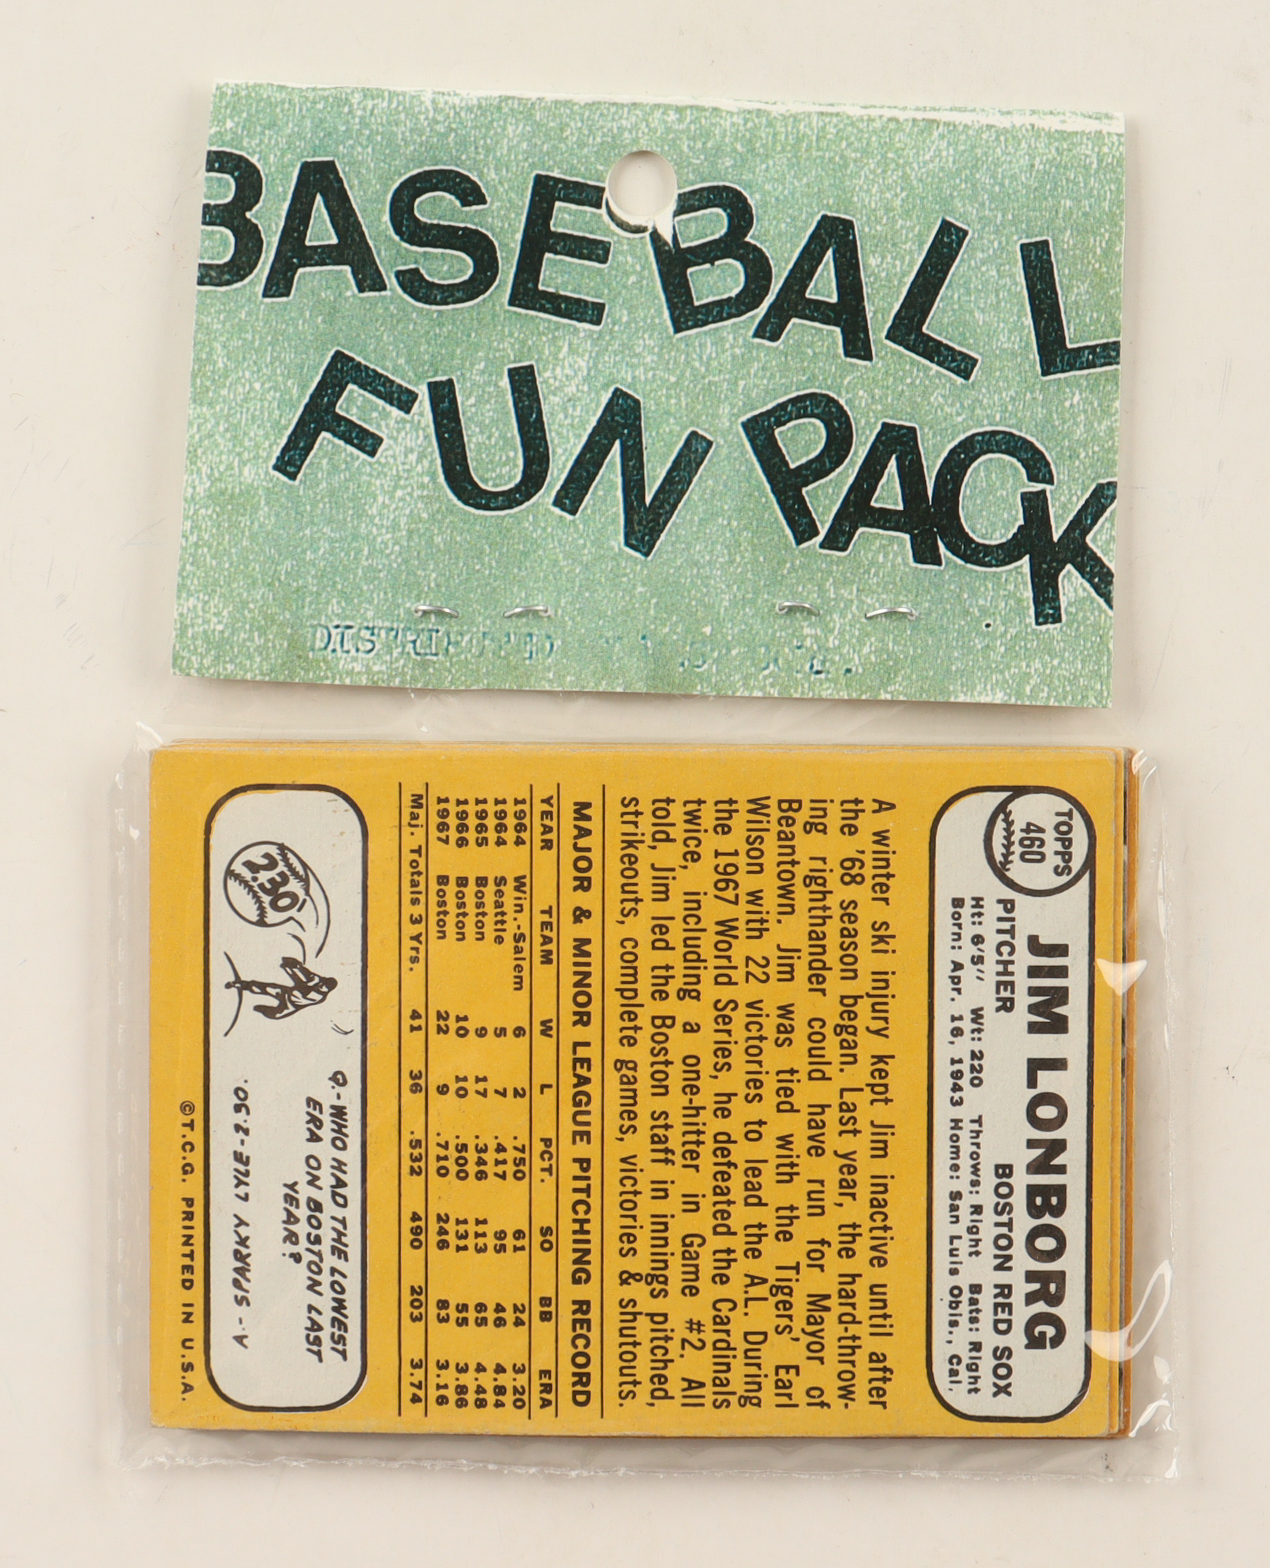 BASEBALL
FUN PACK
TOPPS
460
JIM LONBORG
PITCHER BOSTON RED SOX
Ht: 6/5// Wt: 220 Throws: Right Bats: Right
Born: Apr. 16, 1943 Home: San Luis Obis., Cal.
A winter ski injury kept Jim inactive until after
the '68 season began. Last year, the hard-throw-
ing righthander could have run for Mayor of
Beantown. Jim was tied with the Tigers' Earl
Wilson with 22 victories to lead the A.L. During
the 1967 World Series, he defeated the Cardinals
twice, including a one-hitter in Game #2. All
told, Jim led the Boston staff in innings pitched,
strikeouts, complete games, victories & shutouts.
MAJOR & MINOR LEAGUE PITCHING RECORD
YEAR TEAM W L PCT. SO BB ERA
1964 Win.-Salem 6 2 .750 61 24 3.20
1964 Seattle 5 7 .417 95 46 4.84
1965 Boston 9 17 .346 113 65 4.48
1966 Boston 10 10 .500 131 55 3.86
1967 Boston 22 9 .710 246 83 3.16
Maj. Totals 3 Yrs. 41 36 .532 490 203 3.74
2.30
Q.- WHO HAD THE LOWEST
ERA ON BOSTON LAST
YEAR?
A.- SPARKY LYLE-2.30.
© T.C.G. PRINTED IN U.S.A.